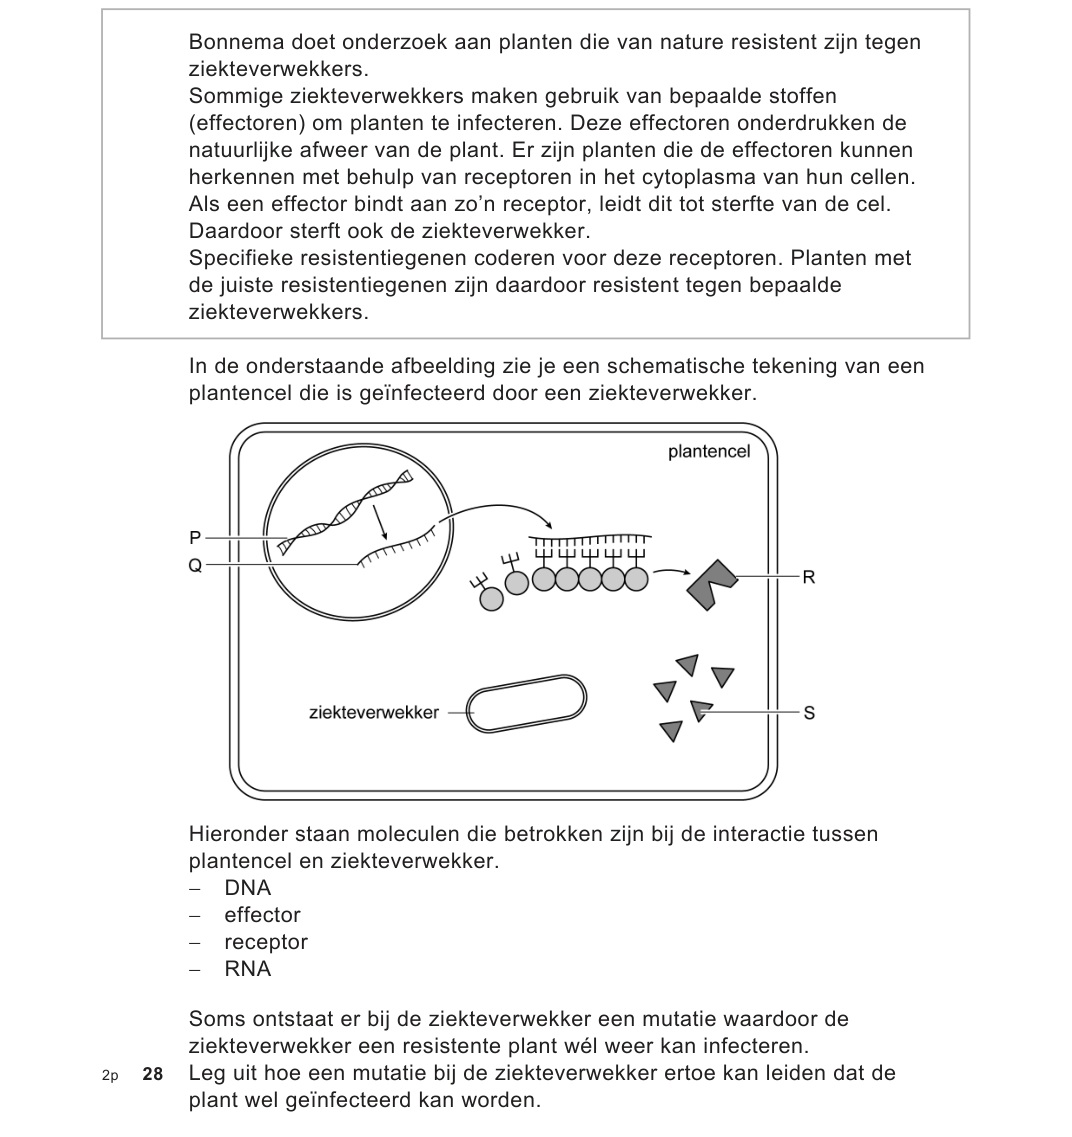 Bonnema doet onderzoek aan planten die van nature resistent zijn tegen
ziekteverwekkers.
Sommige ziekteverwekkers maken gebruik van bepaalde stoffen
(effectoren) om planten te infecteren. Deze effectoren onderdrukken de
natuurlijke afweer van de plant. Er zijn planten die de effectoren kunnen
herkennen met behulp van receptoren in het cytoplasma van hun cellen.
Als een effector bindt aan zo'n receptor, leidt dit tot sterfte van de cel.
Daardoor sterft ook de ziekteverwekker.
Specifieke resistentiegenen coderen voor deze receptoren. Planten met
de juiste resistentiegenen zijn daardoor resistent tegen bepaalde
ziekteverwekkers.
In de onderstaande afbeelding zie je een schematische tekening van een
plantencel die is geïnfecteerd door een ziekteverwekker.
plantencel
P
Q
R
ziekteverwekker
S
Hieronder staan moleculen die betrokken zijn bij de interactie tussen
plantencel en ziekteverwekker.
– DNA
– effector
– receptor
– RNA
Soms ontstaat er bij de ziekteverwekker een mutatie waardoor de
ziekteverwekker een resistente plant wél weer kan infecteren.
2p 28 Leg uit hoe een mutatie bij de ziekteverwekker ertoe kan leiden dat de
plant wel geïnfecteerd kan worden.